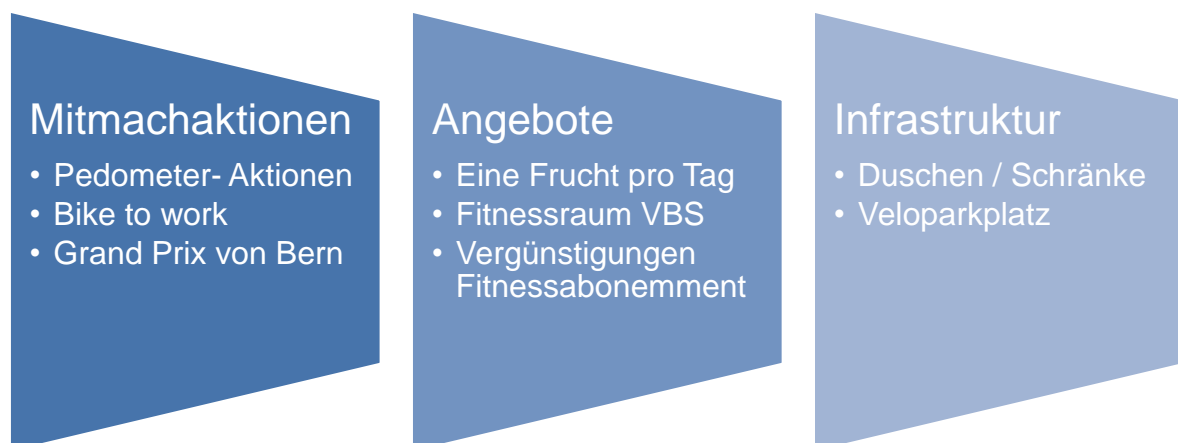 Mitmachaktionen
• Pedometer- Aktionen
• Bike to work
• Grand Prix von Bern
Angebote
• Eine Frucht pro Tag
• Fitnessraum VBS
• Vergünstigungen
Fitnessabonemment
Infrastruktur
• Duschen / Schränke
• Veloparkplatz